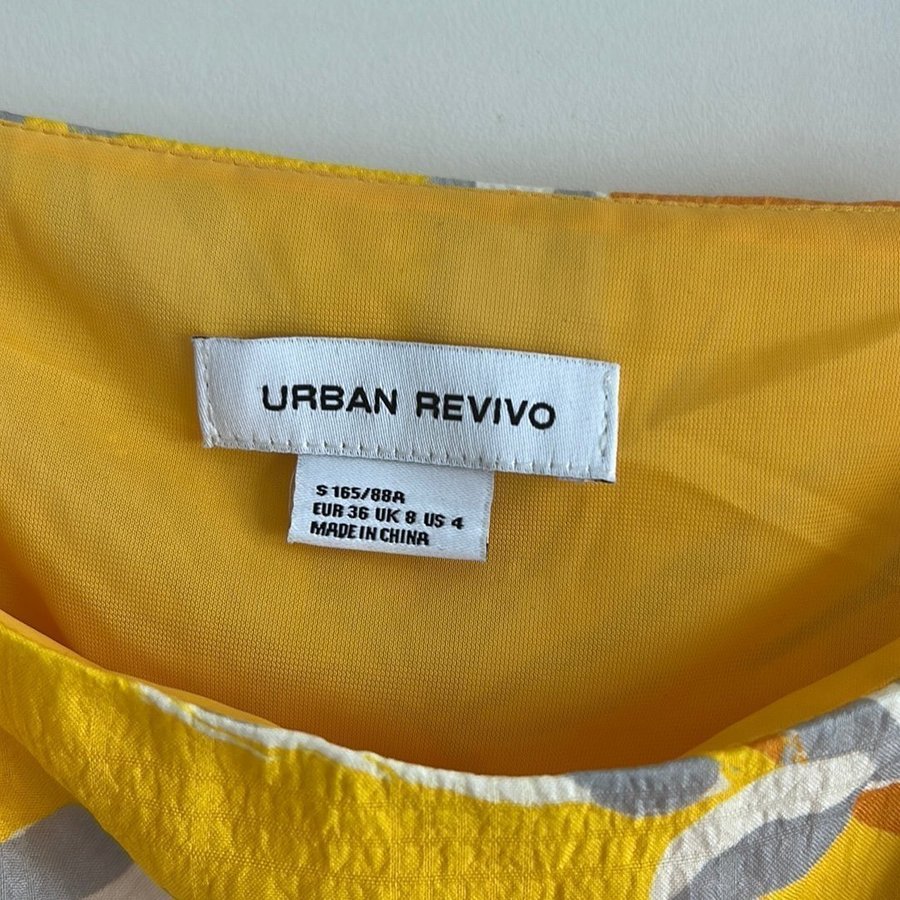 URBAN REVIVO
S 165/88A
EUR 36 UK 8 US 4
MADE IN CHINA